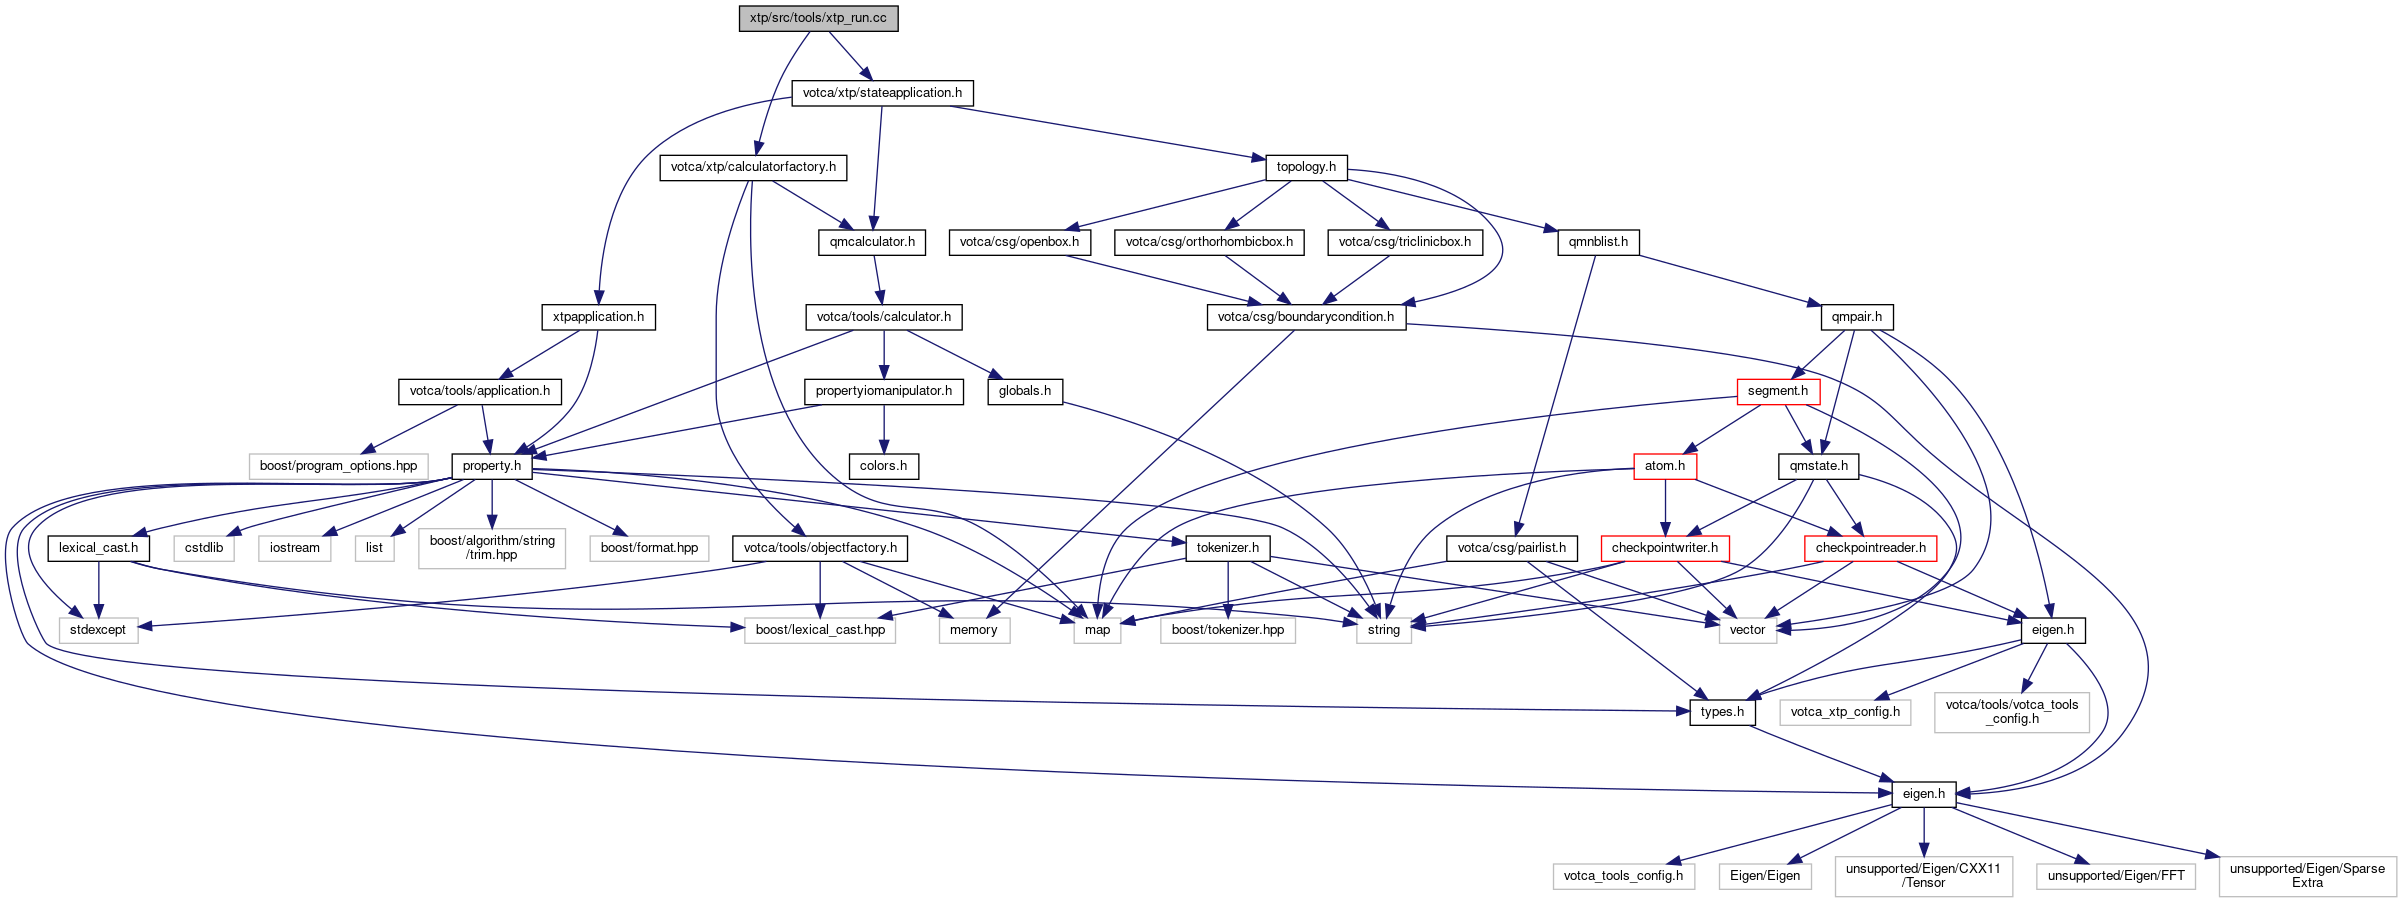 xtp/src/tools/xtp_run.cc
votca/xtp/stateapplication.h
votca/xtp/calculatorfactory.h
topology.h
qmcalculator.h
votca/csg/openbox.h
votca/csg/orthorhombicbox.h
votca/csg/triclinicbox.h
qmnblist.h
xtpapplication.h
votca/tools/calculator.h
votca/csg/boundarycondition.h
qmpair.h
votca/tools/application.h
propertyiomanipulator.h
globals.h
segment.h
boost/program_options.hpp
property.h
colors.h
atom.h
qmstate.h
lexical_cast.h
cstdlib
iostream
list
boost/algorithm/string
/trim.hpp
boost/format.hpp
votca/tools/objectfactory.h
tokenizer.h
votca/csg/pairlist.h
checkpointwriter.h
checkpointreader.h
stdexcept
boost/lexical_cast.hpp
memory
map
boost/tokenizer.hpp
string
vector
eigen.h
types.h
votca_xtp_config.h
votca/tools/votca_tools
_config.h
eigen.h
votca_tools_config.h
Eigen/Eigen
unsupported/Eigen/CXX11
/Tensor
unsupported/Eigen/FFT
unsupported/Eigen/Sparse
Extra